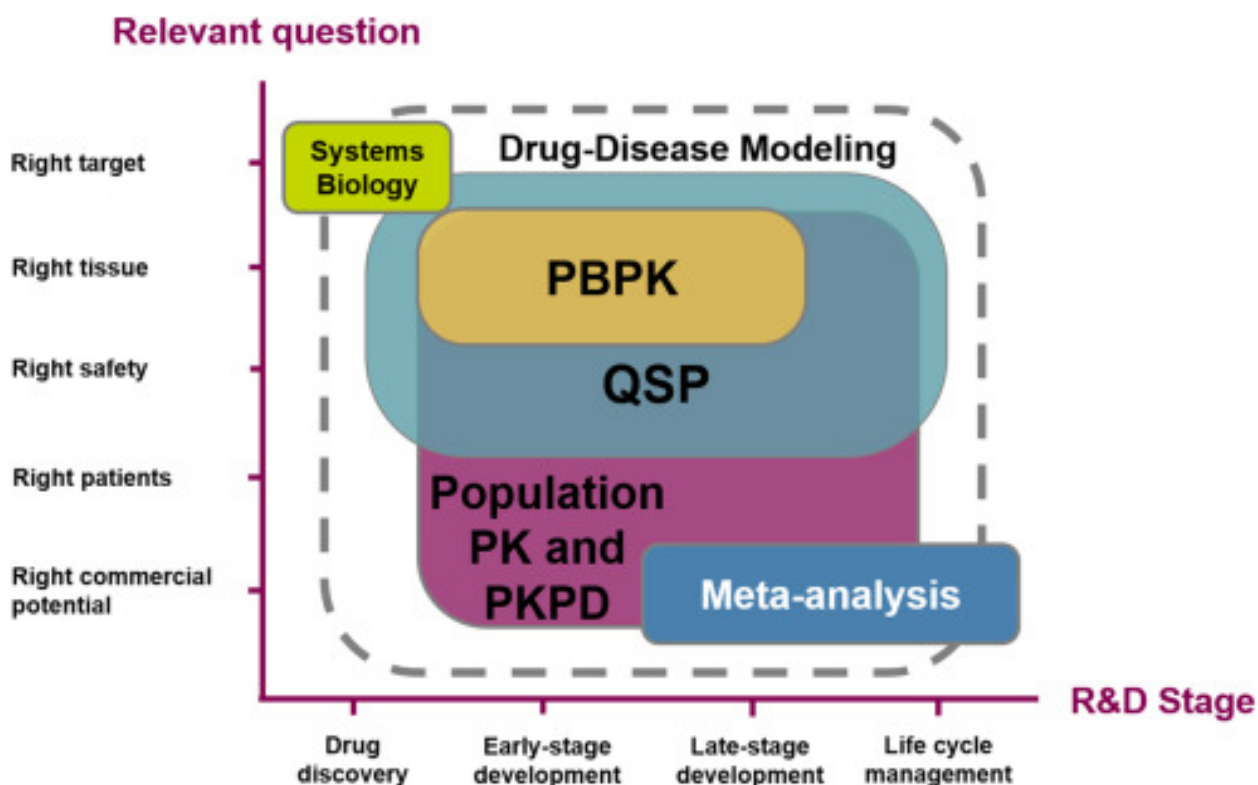 Relevant question
Right target
Right tissue
Right safety
Right patients
Right commercial
potential
Systems
Biology
Drug-Disease Modeling
PBPK
QSP
Population
PK and
PKPD
Meta-analysis
R&D Stage
Drug
discovery
Early-stage
development
Late-stage
development
Life cycle
management